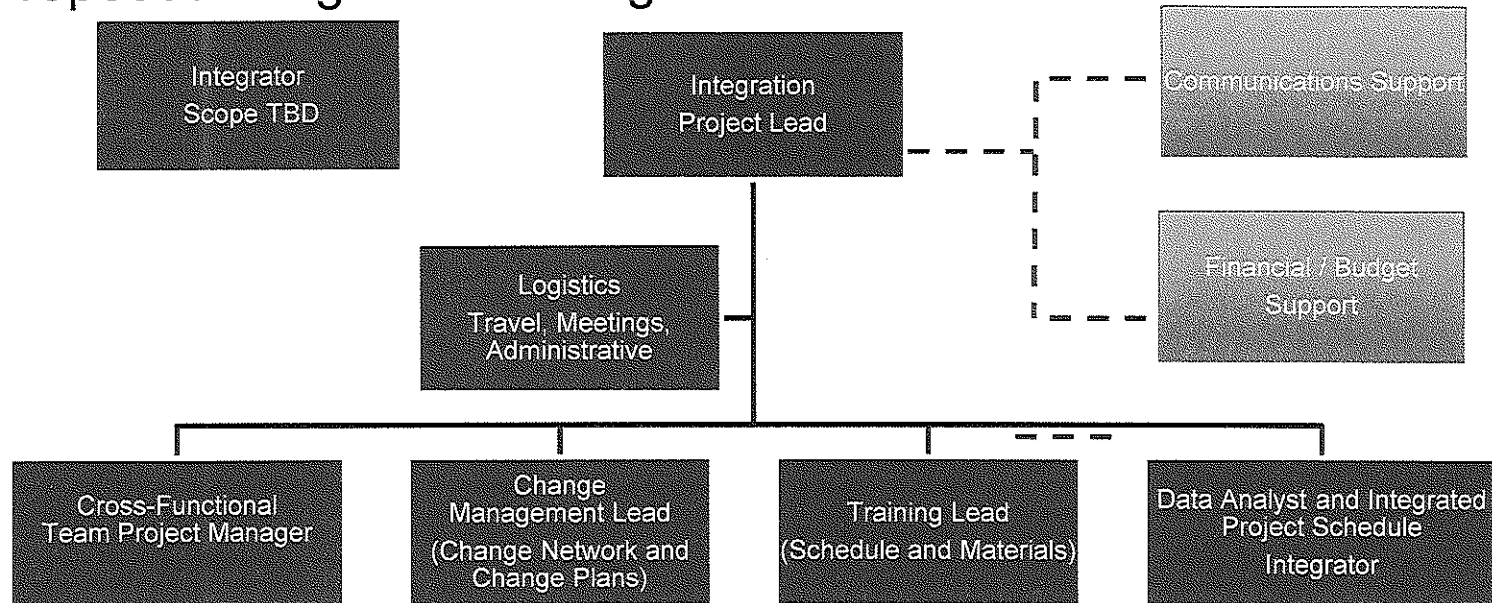 Integrator
Scope TBD
Integration
Project Lead
Communications Support
Financial / Budget
Support
Logistics
Travel, Meetings,
Administrative
Cross-Functional
Team Project Manager
Change
Management Lead
(Change Network and
Change Plans)
Training Lead
(Schedule and Materials)
Data Analyst and Integrated
Project Schedule
Integrator